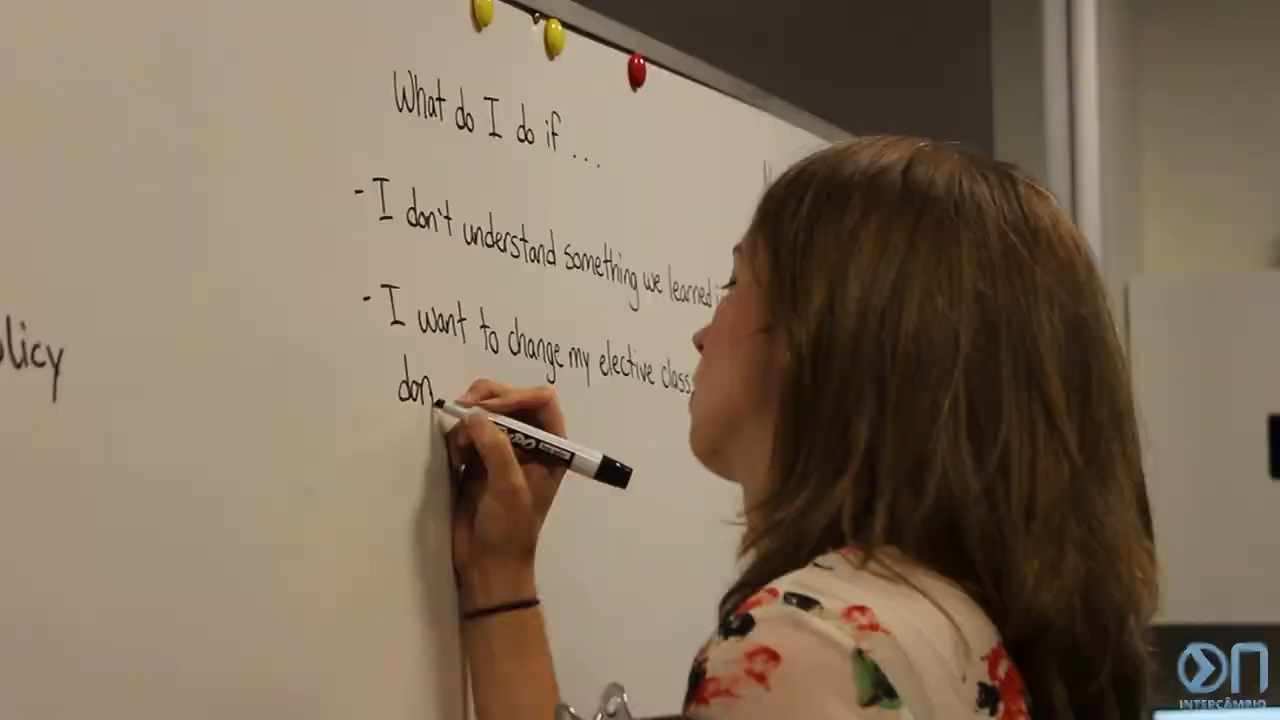 What do I do if ...
- I don't understand something we learned
- I want to change my elective class
don
olicy
EXPO
ON
INTERCÂMBIO